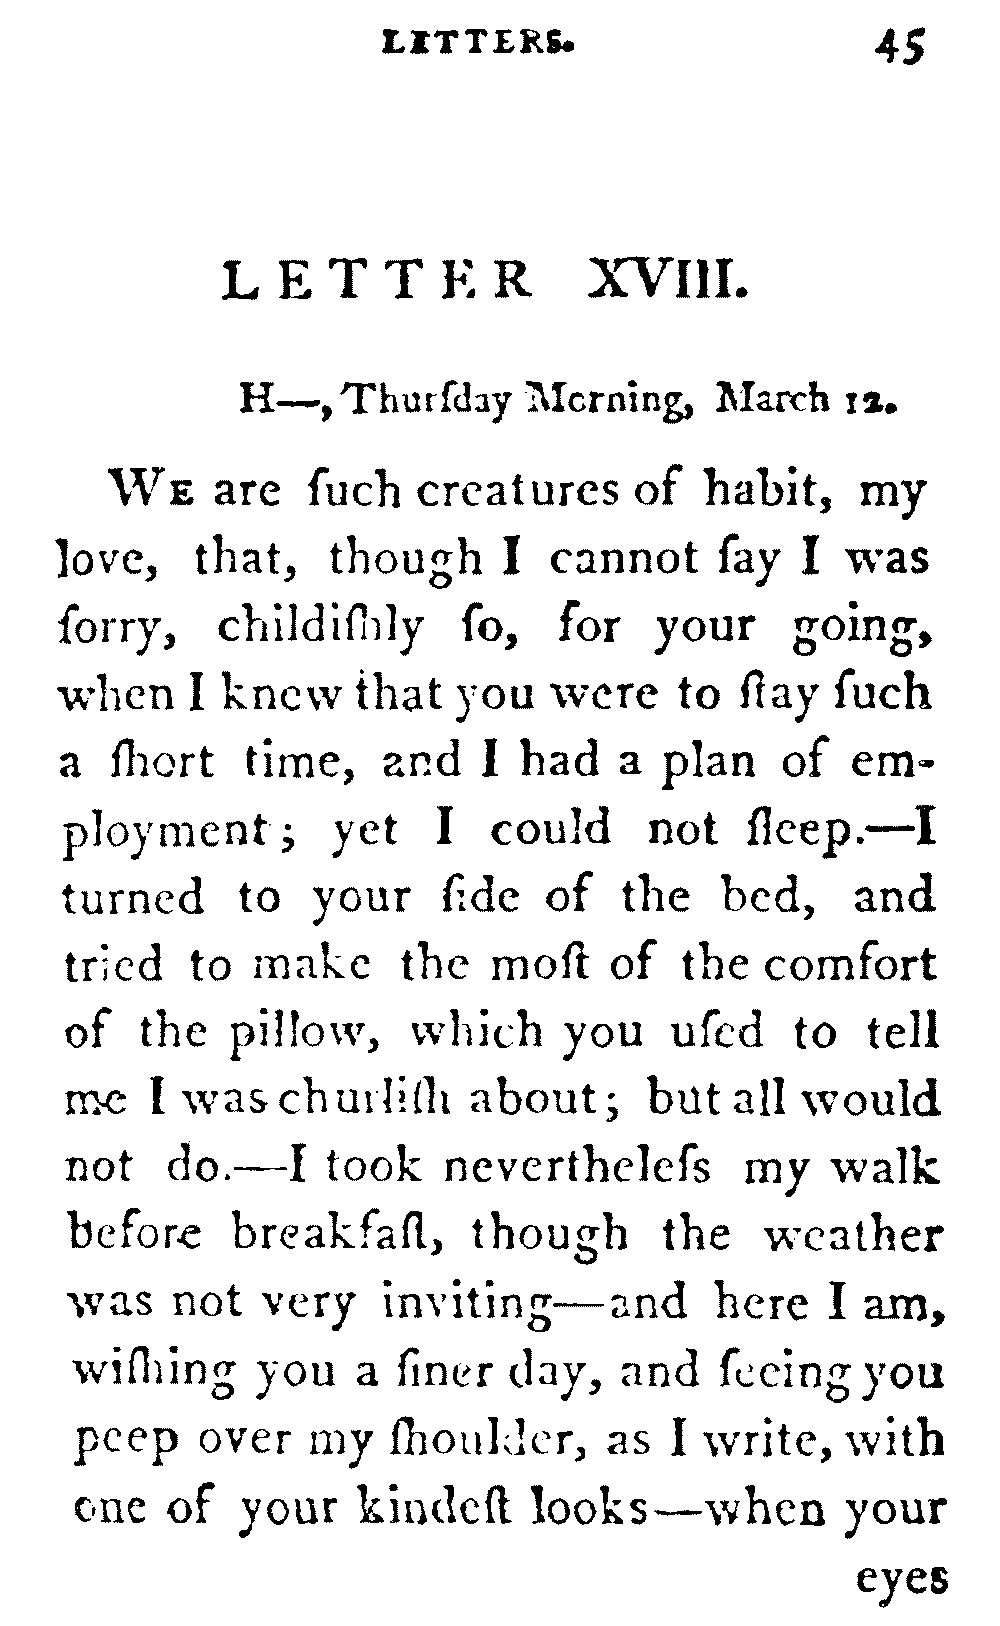 LETTERS. 45
LETTER XVIII.
H—, Thurſday Morning, March 12.
WE are ſuch creatures of habit, my
love, that, though I cannot ſay I was
ſorry, childiſhly ſo, for your going,
when I knew that you were to ſtay ſuch
a ſhort time, and I had a plan of em-
ployment; yet I could not ſleep.—I
turned to your ſide of the bed, and
tried to make the moſt of the comfort
of the pillow, which you uſed to tell
me I was churliſh about; but all would
not do.—I took nevertheleſs my walk
before breakfaſt, though the weather
was not very inviting—and here I am,
wiſhing you a finer day, and ſeeing you
peep over my ſhoulder, as I write, with
one of your kindeſt looks—when your
eyes